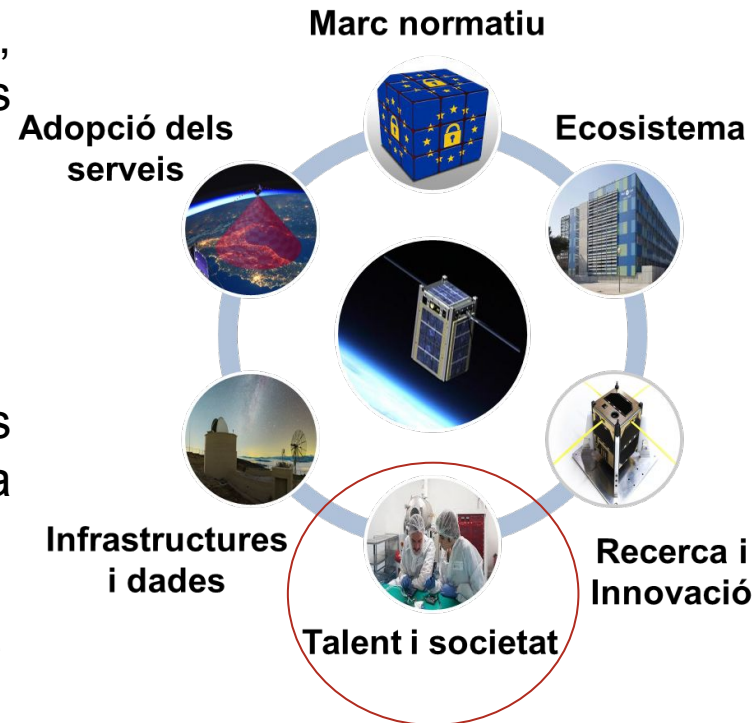 Marc normatiu
,
s
Adopció dels
serveis
Ecosistema
s
a
Infrastructures
i dades
Recerca i
Innovació
Talent i societat